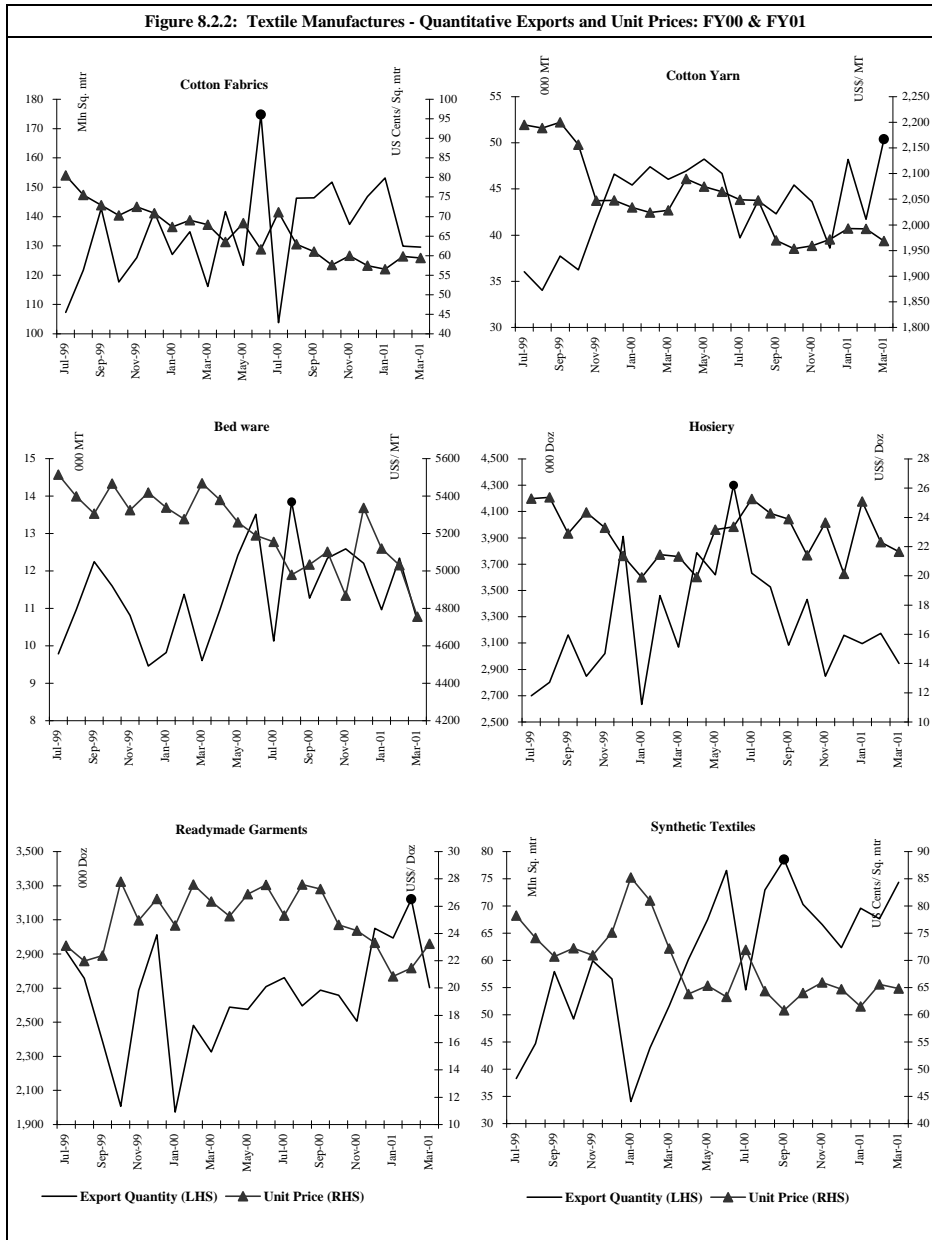 Figure 8.2.2: Textile Manufactures - Quantitative Exports and Unit Prices: FY00 & FY01
Cotton Fabrics
Mln Sq. mtr
US Cents/ Sq. mtr
180
170
160
150
140
130
120
110
100
100
95
90
85
80
75
70
65
60
55
50
45
40
Jul-99
Sep-99
Nov-99
Jan-00
Mar-00
May-00
Jul-00
Sep-00
Nov-00
Jan-01
Mar-01
Cotton Yarn
000 MT
US$/ MT
55
50
45
40
35
30
2,250
2,200
2,150
2,100
2,050
2,000
1,950
1,900
1,850
1,800
Jul-99
Sep-99
Nov-99
Jan-00
Mar-00
May-00
Jul-00
Sep-00
Nov-00
Jan-01
Mar-01
Bed ware
000 MT
US$/ MT
15
14
13
12
11
10
9
8
5600
5400
5200
5000
4800
4600
4400
4200
Jul-99
Sep-99
Nov-99
Jan-00
Mar-00
May-00
Jul-00
Sep-00
Nov-00
Jan-01
Mar-01
Hosiery
000 Doz
US$/ Doz
4,500
4,300
4,100
3,900
3,700
3,500
3,300
3,100
2,900
2,700
2,500
28
26
24
22
20
18
16
14
12
10
Jul-99
Sep-99
Nov-99
Jan-00
Mar-00
May-00
Jul-00
Sep-00
Nov-00
Jan-01
Mar-01
Readymade Garments
000 Doz
US$/ Doz
3,500
3,300
3,100
2,900
2,700
2,500
2,300
2,100
1,900
30
28
26
24
22
20
18
16
14
12
10
Jul-99
Sep-99
Nov-99
Jan-00
Mar-00
May-00
Jul-00
Sep-00
Nov-00
Jan-01
Mar-01
Export Quantity (LHS) Unit Price (RHS)
Synthetic Textiles
Mln Sq. mtr
US Cents/ Sq. mtr
80
75
70
65
60
55
50
45
40
35
30
90
85
80
75
70
65
60
55
50
45
40
Jul-99
Sep-99
Nov-99
Jan-00
Mar-00
May-00
Jul-00
Sep-00
Nov-00
Jan-01
Mar-01
Export Quantity (LHS) Unit Price (RHS)